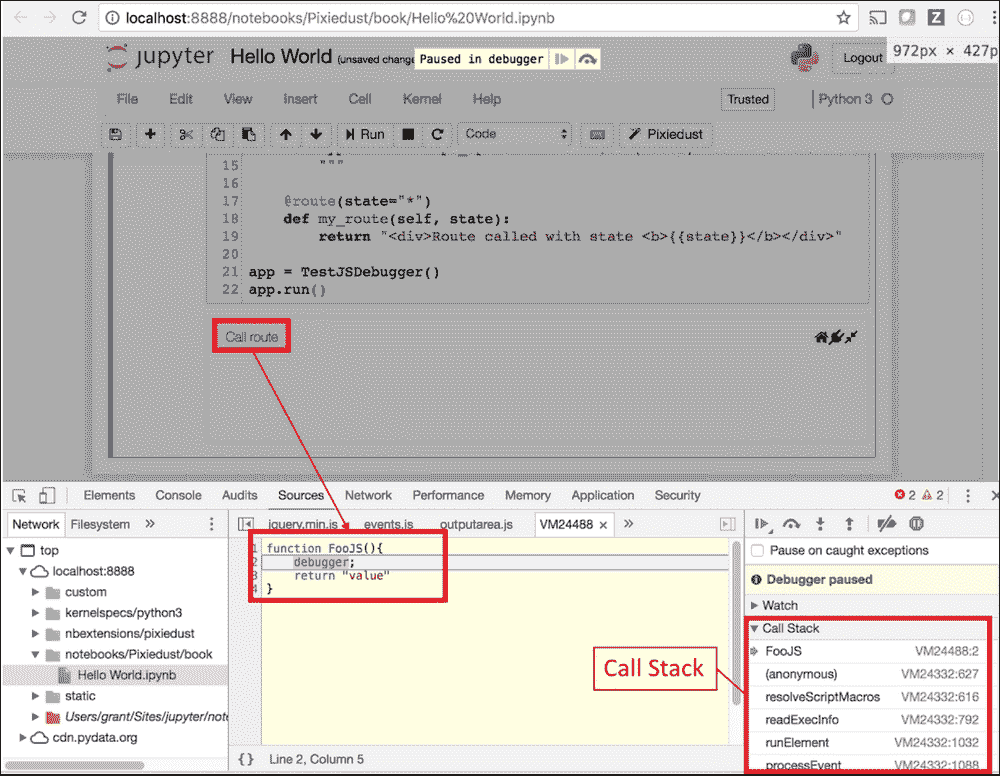 localhost:8888/notebooks/Pixiedust/book/Hello%20World.ipynb
jupyter Hello World (unsaved change
Paused in debugger
Logout
972px × 427p
File Edit View Insert Cell Kernel Help
Trusted
Python 3
Run
Code
Pixiedust
15 """
16
17 @route(state="*")
18 def my_route(self, state):
19 return "<div>Route called with state <b>{{state}}</b></div>"
20
21 app = TestJSDebugger()
22 app.run()
Call route
Elements Console Audits Sources Network Performance Memory Application Security
2 2
Network Filesystem »
jquery.min.js events.js outputarea.js VM24488 × »
top
localhost:8888
custom
kernelspecs/python3
nbextensions/pixiedust
notebooks/Pixiedust/book
Hello World.ipynb
static
Users/grant/Sites/jupyter/note
cdn.pydata.org
1 function FooJS(){
2 debugger;
3 return "value"
4 }
{} Line 2, Column 5
Call Stack
Pause on caught exceptions
Debugger paused
Watch
Call Stack
FooJS VM24488:2
(anonymous) VM24332:627
resolveScriptMacros VM24332:616
readExecInfo VM24332:792
runElement VM24332:1032
processEvent VM24332:1088